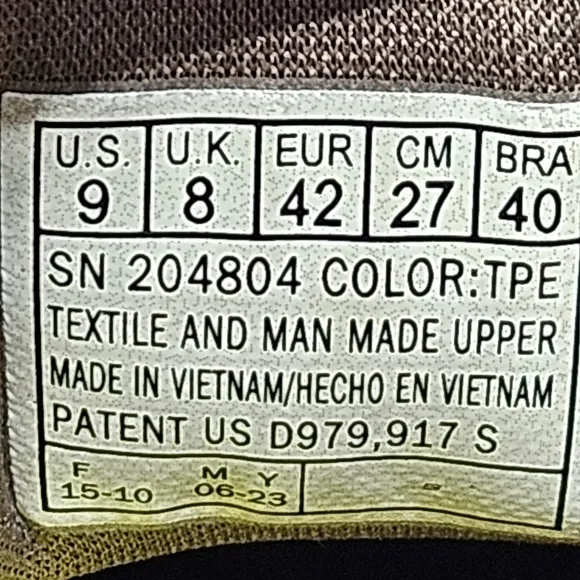 U.S. U.K. EUR CM BRA
9 8 42 27 40
SN 204804 COLOR:TPE
TEXTILE AND MAN MADE UPPER
MADE IN VIETNAM/HECHO EN VIETNAM
PATENT US D979,917 S
F M Y
15-10 06-23